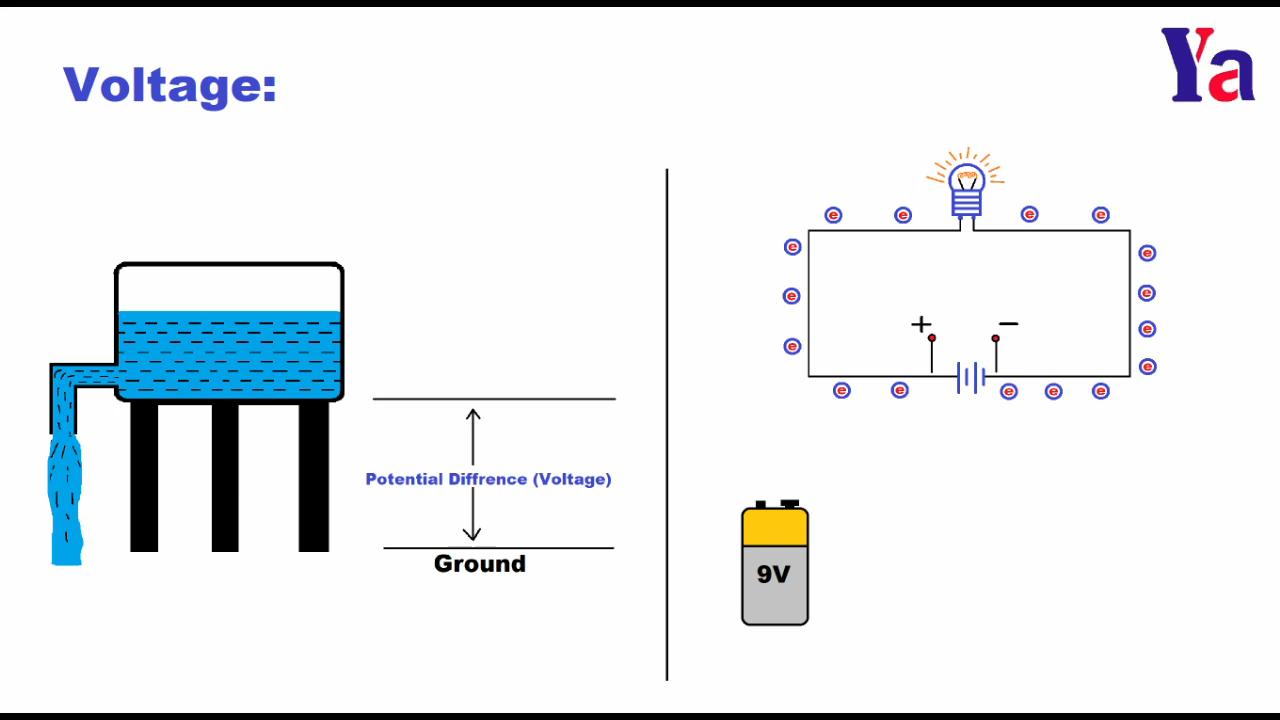 Voltage:
Ya
Potential Diffrence (Voltage)
Ground
e e e e
e e
e e
e e
e e
e e e e e
+ −
9V